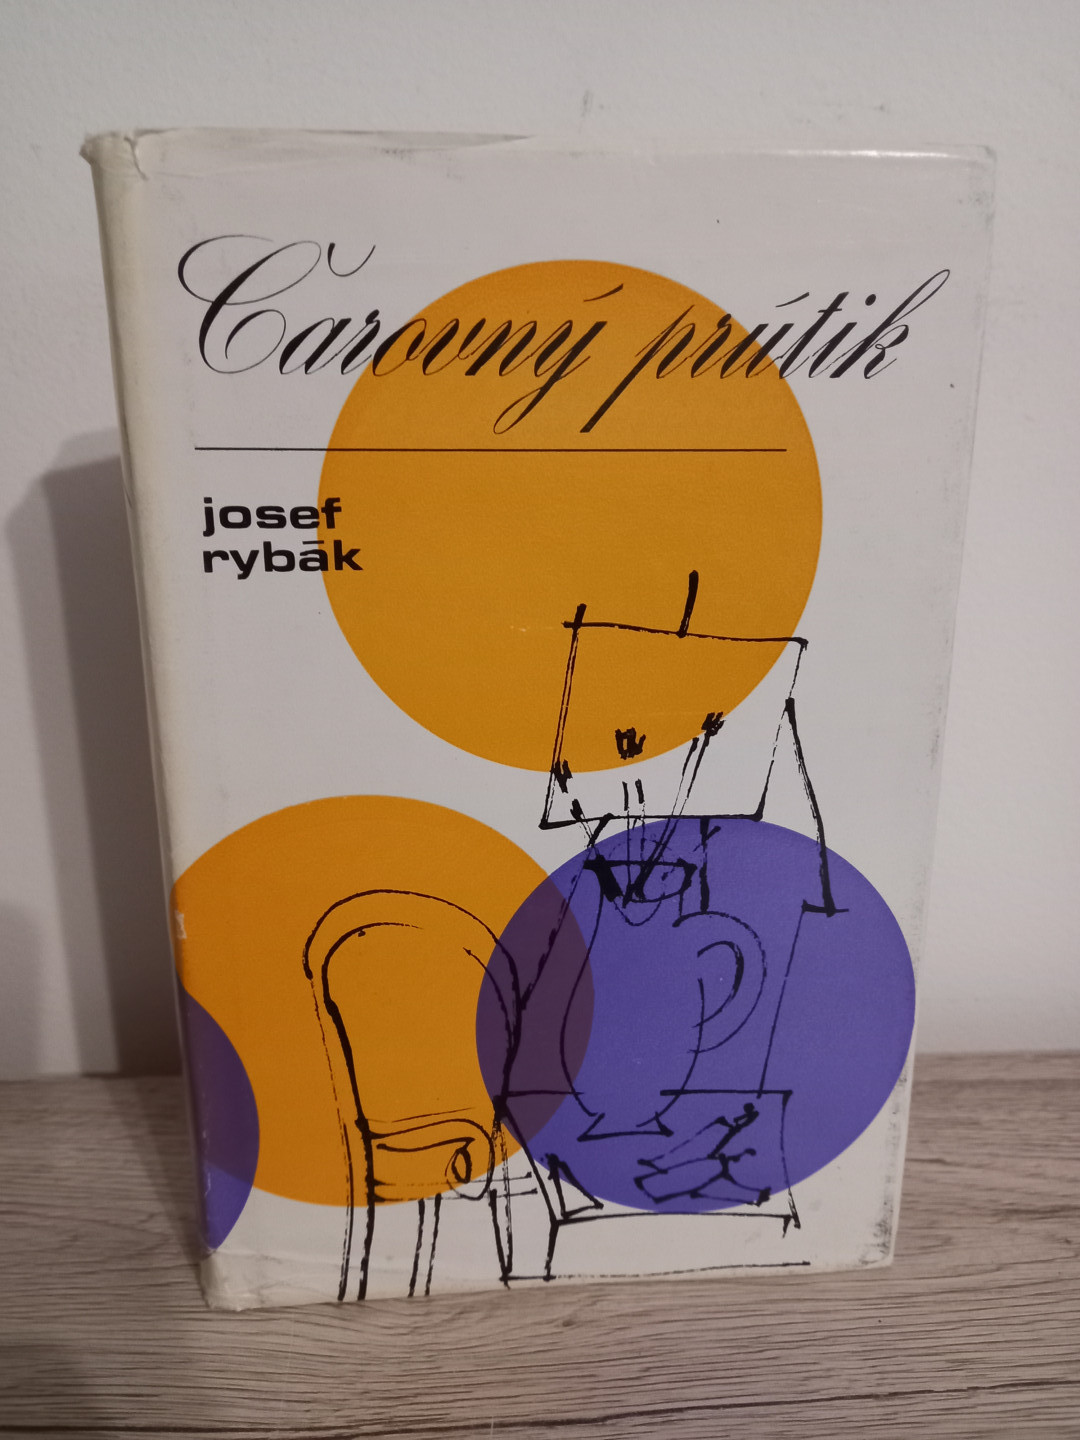 Čarovný prútik
josef
rybák